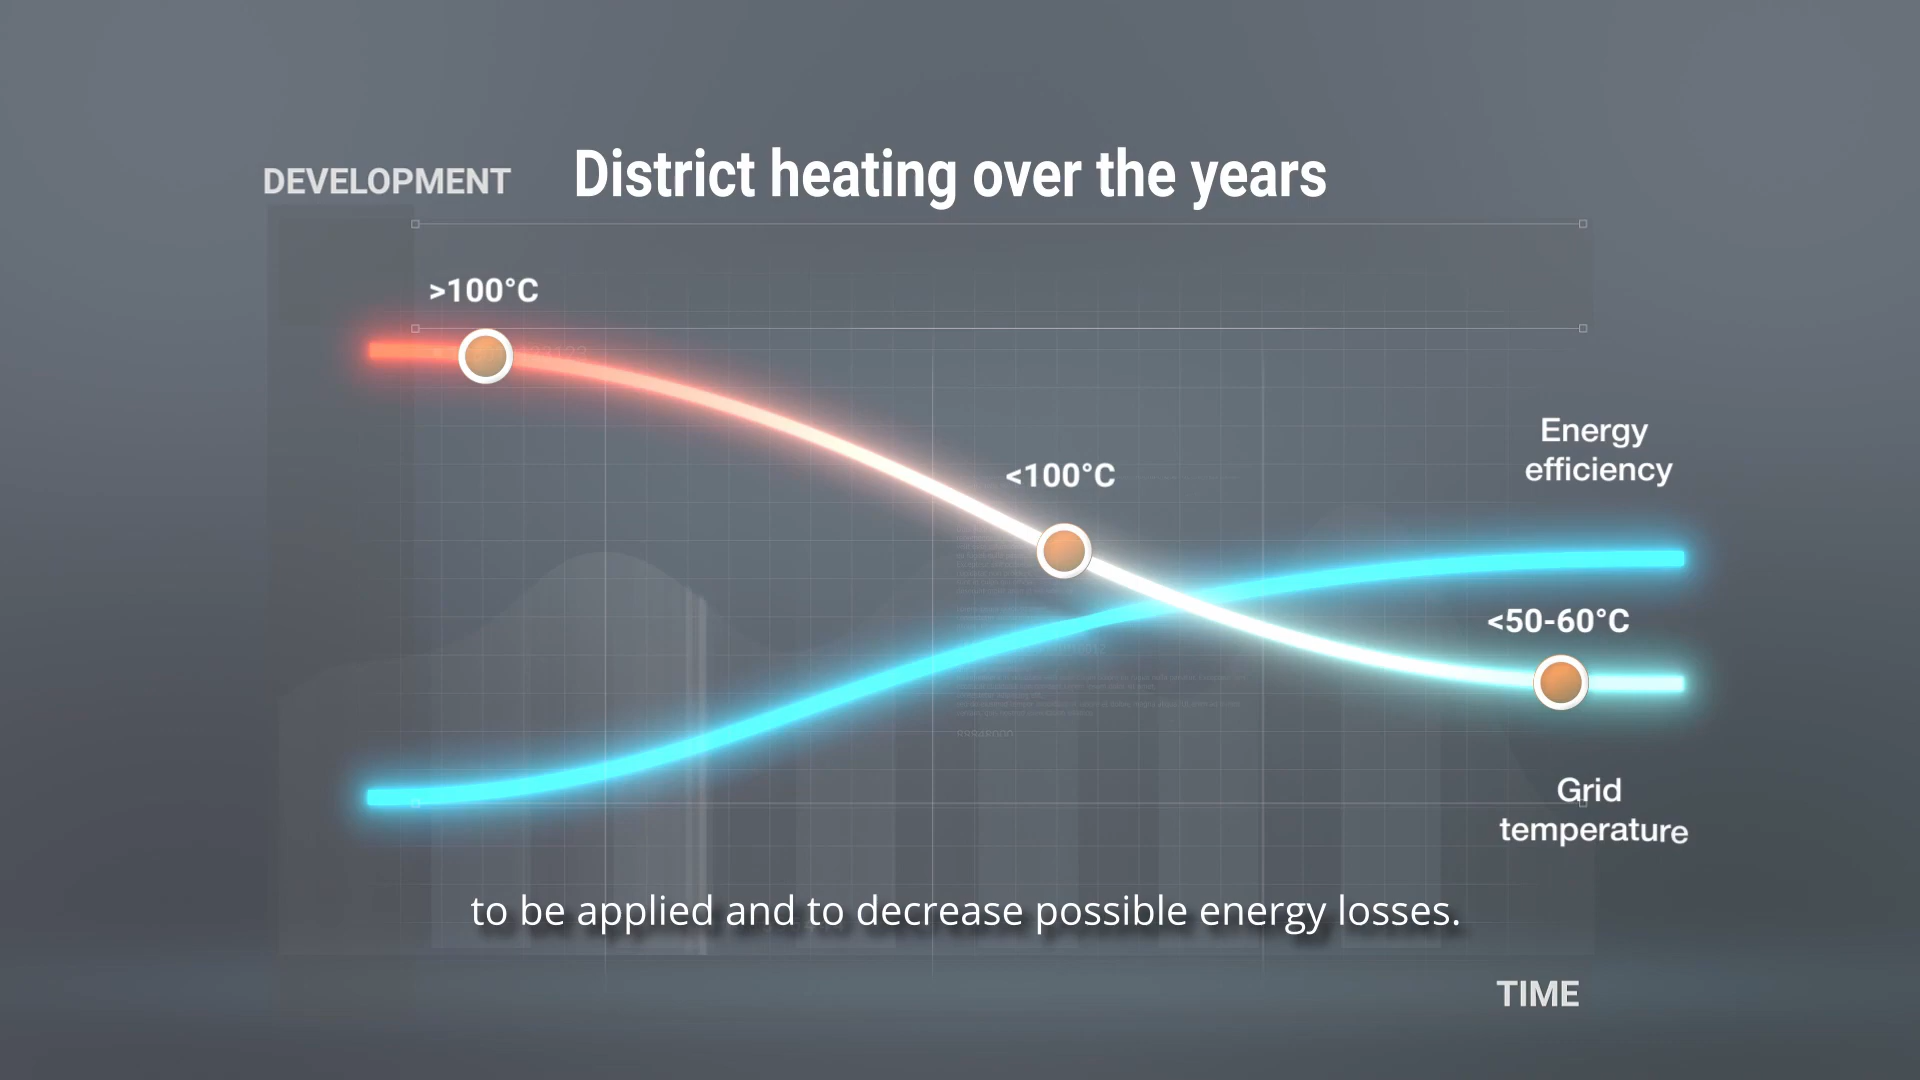 DEVELOPMENT
District heating over the years
>100°C
<100°C
Energy
efficiency
<50-60°C
Grid
temperature
to be applied and to decrease possible energy losses.
TIME